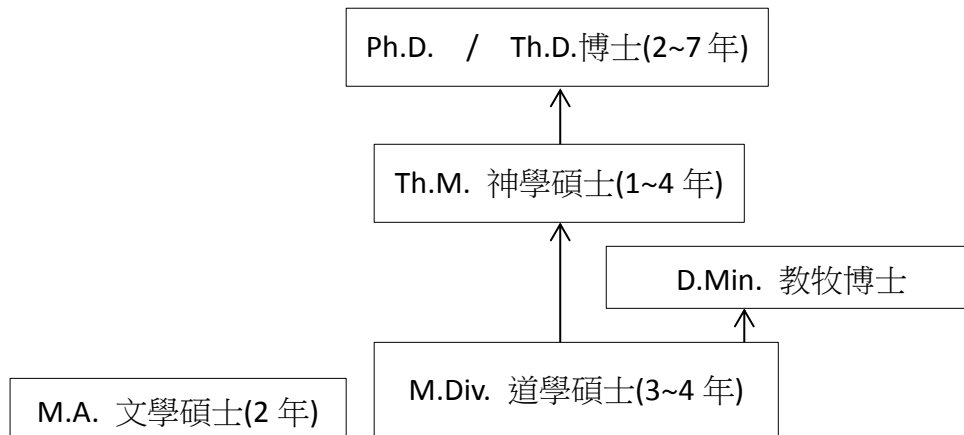 Ph.D. / Th.D.博士(2~7 年)
Th.M. 神學碩士(1~4 年)
D.Min. 教牧博士
M.Div. 道學碩士(3~4 年)
M.A. 文學碩士(2 年)